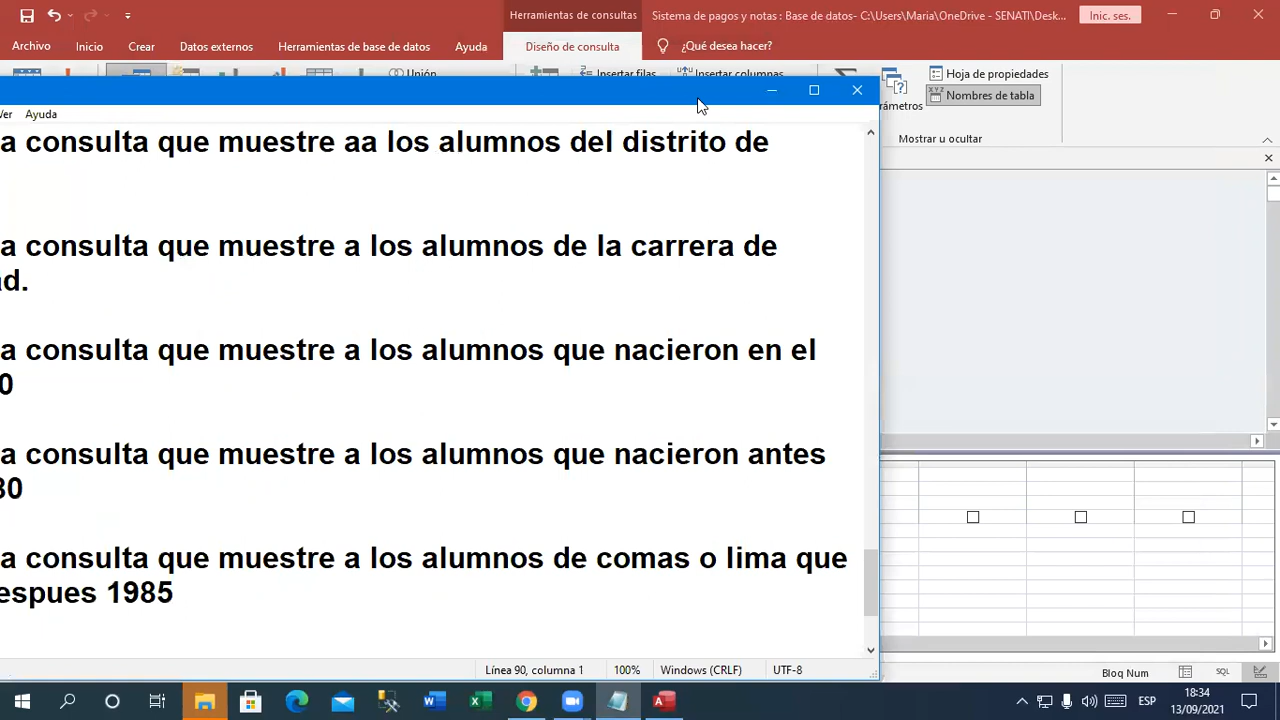 Herramientas de consultas
Sistema de pagos y notas : Base de datos- C:\Users\Maria\OneDrive - SENATI\Desk...
Inic. ses.
Archivo
Inicio
Crear
Datos externos
Herramientas de base de datos
Ayuda
Diseño de consulta
¿Qué desea hacer?
Unión
Insertar filas
Insertar columnas
Hoja de propiedades
Nombres de tabla
Mostrar u ocultar
Ayuda
a consulta que muestre aa los alumnos del distrito de
a consulta que muestre a los alumnos de la carrera de
a consulta que muestre a los alumnos que nacieron en el
0
a consulta que muestre a los alumnos que nacieron antes
a consulta que muestre a los alumnos de comas o lima que
espues 1985
Línea 90, columna 1
100%
Windows (CRLF)
UTF-8
Bloq Num
SQL
ESP
18:34
13/09/2021